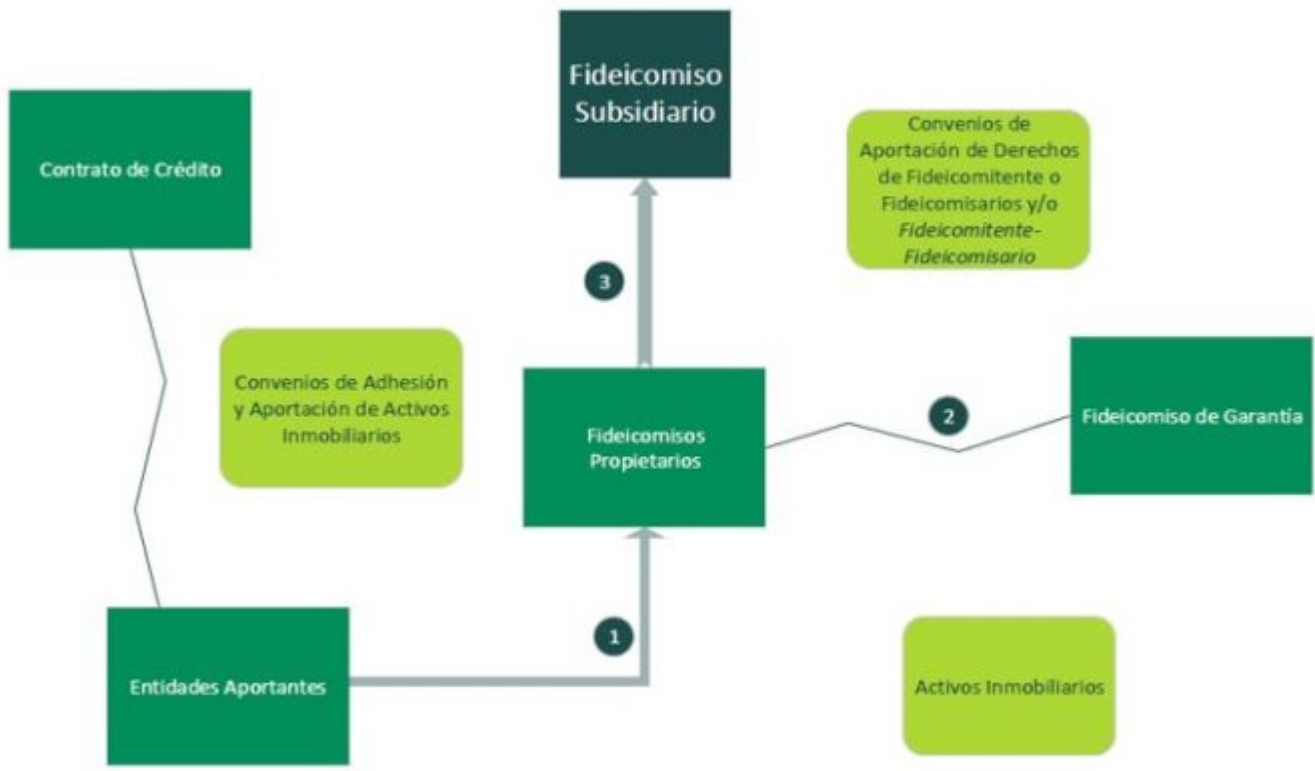 Fideicomiso
Subsidiario
Contrato de Crédito
Convenios de
Aportación de Derechos
de Fideicomitente o
Fideicomisarios y/o
Fideicomitente-
Fideicomisario
3
Convenios de Adhesión
y Aportación de Activos
Inmobiliarios
Fideicomisos
Propietarios
2
Fideicomiso de Garantía
1
Entidades Aportantes
Activos Inmobiliarios